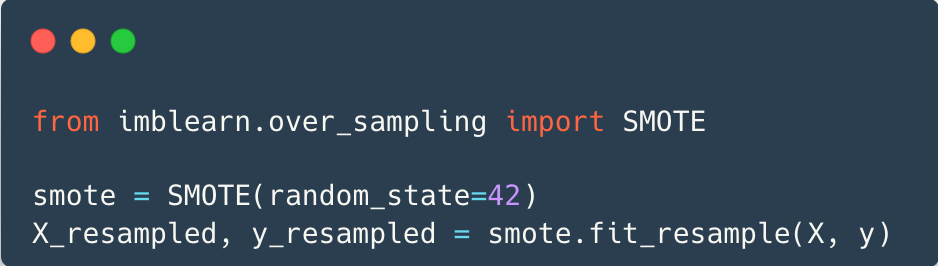 from imblearn.over_sampling import SMOTE
smote = SMOTE(random_state=42)
X_resampled, y_resampled = smote.fit_resample(X, y)